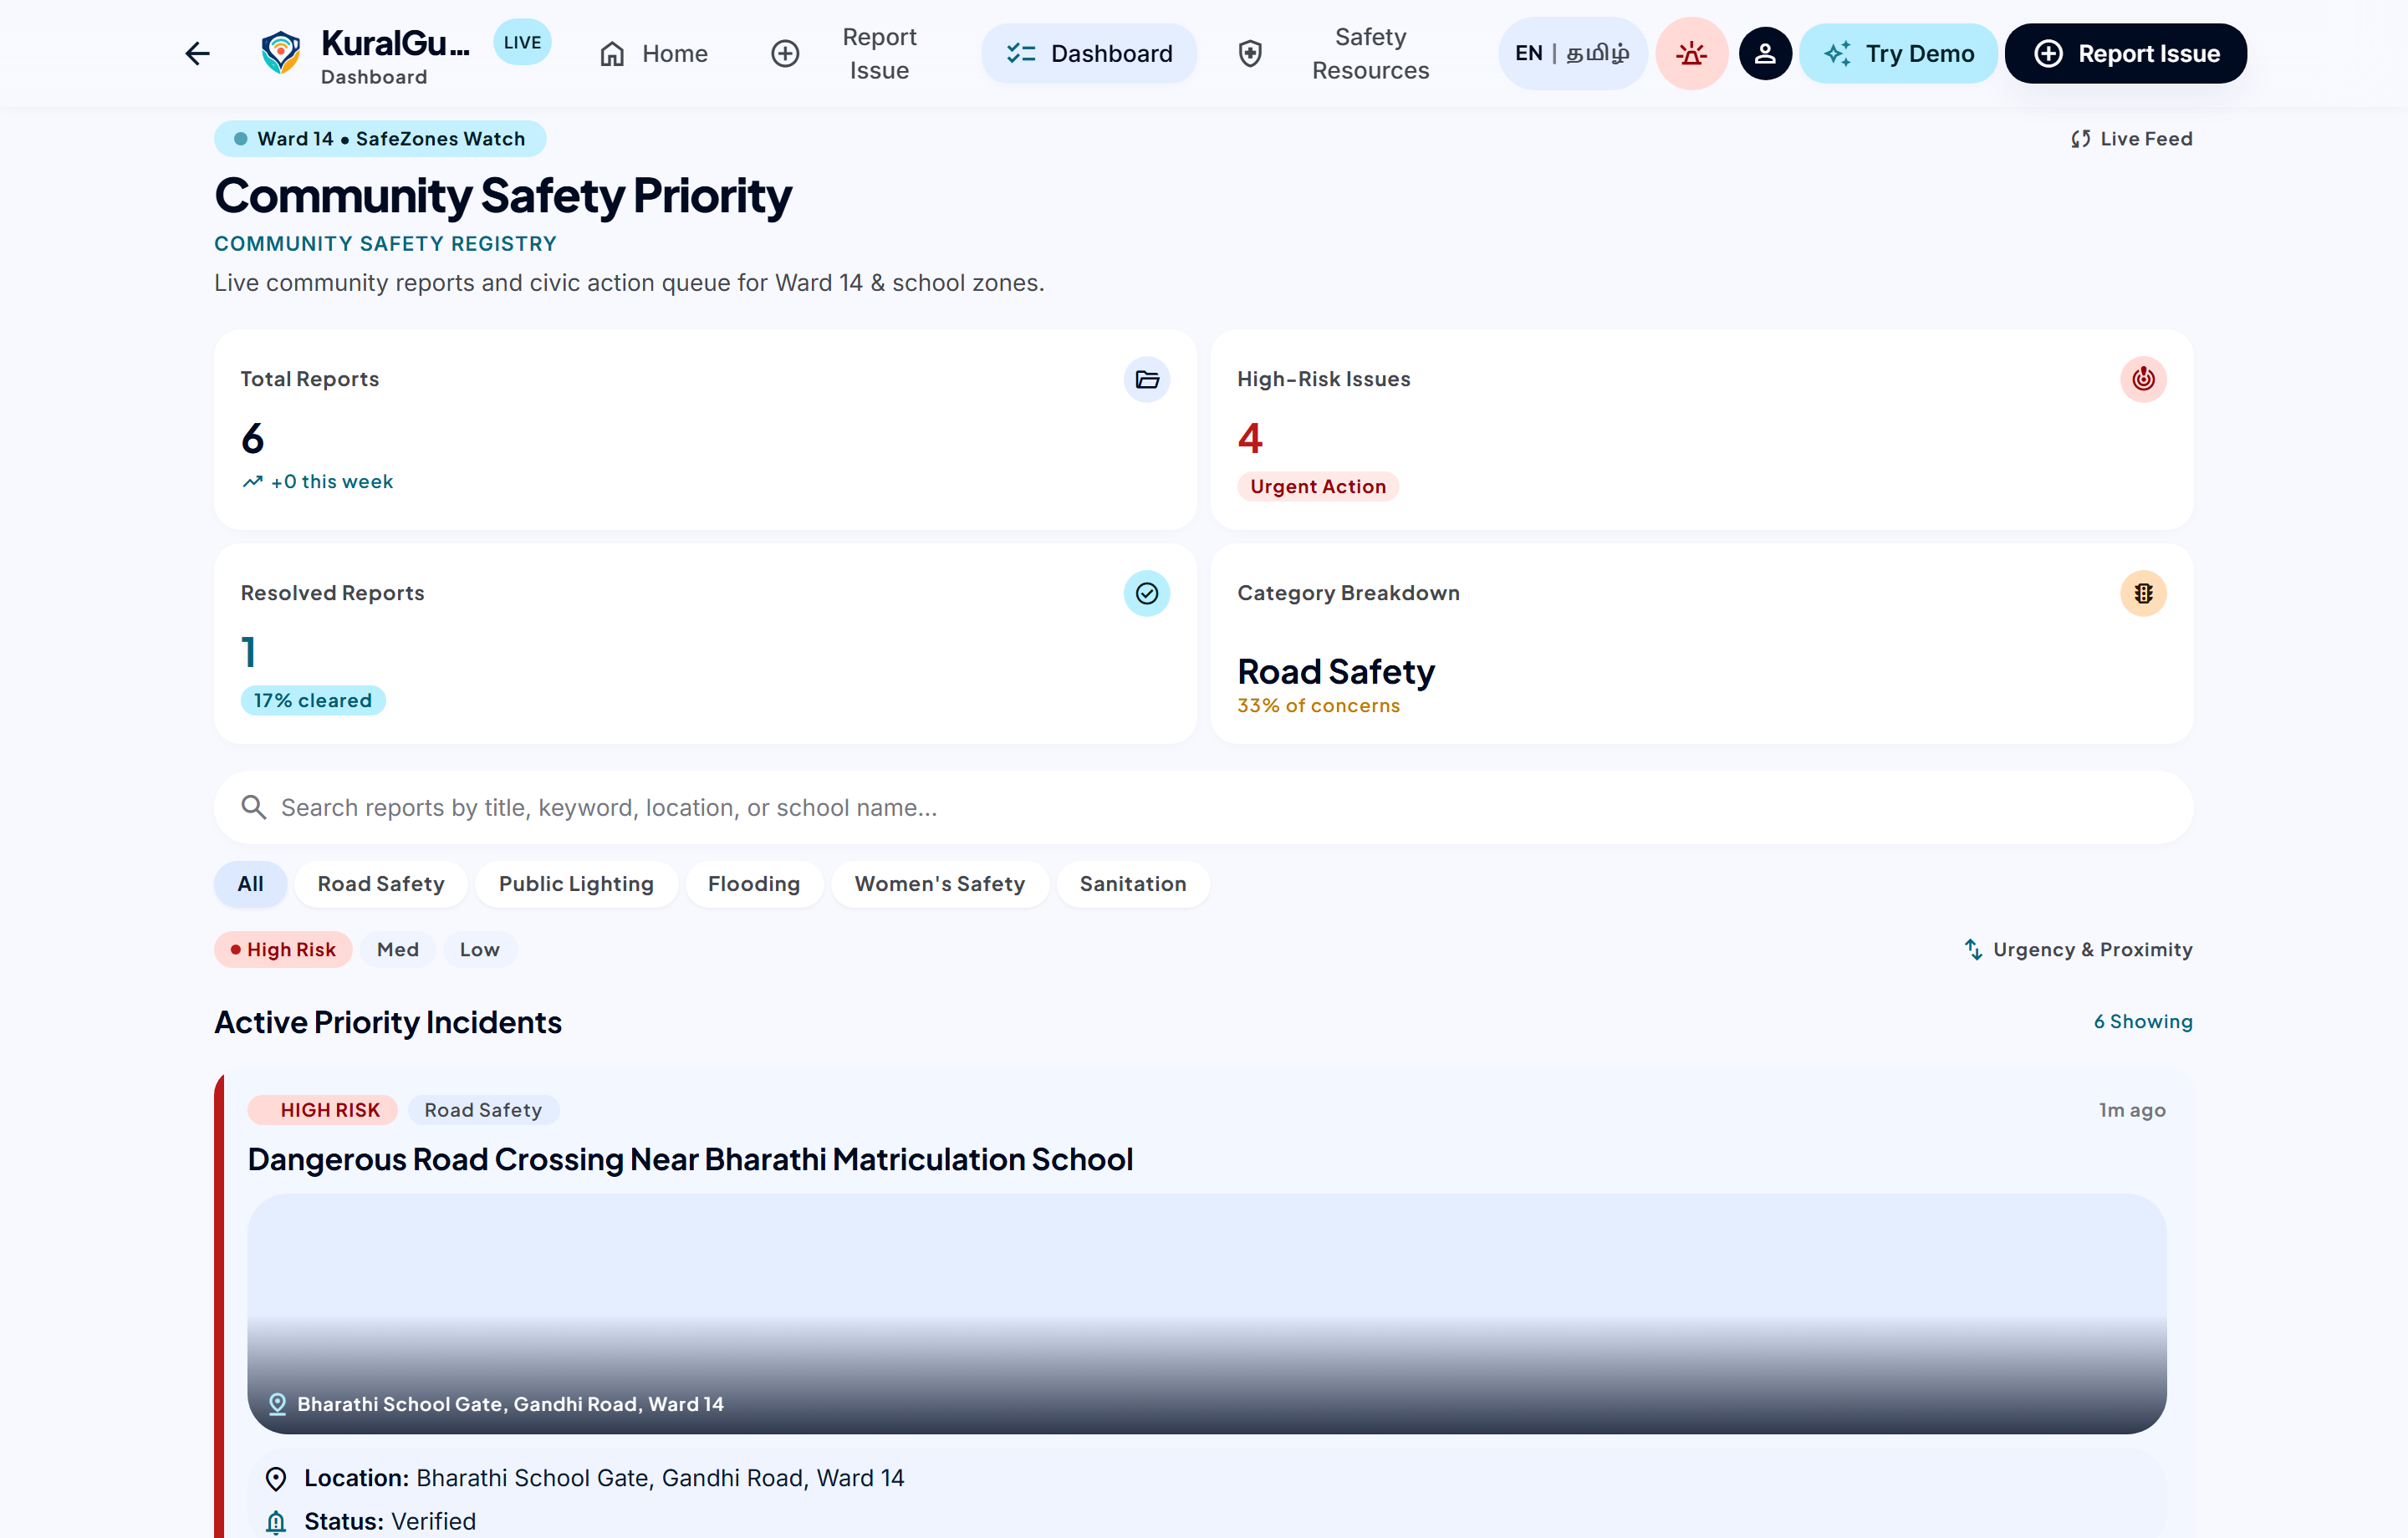 KuralGu...
Dashboard
LIVE
Home
Report
Issue
Dashboard
Safety
Resources
EN | தமிழ்
Try Demo
Report Issue
Ward 14 • SafeZones Watch
Live Feed
Community Safety Priority
COMMUNITY SAFETY REGISTRY
Live community reports and civic action queue for Ward 14 & school zones.
Total Reports
6
+0 this week
High-Risk Issues
4
Urgent Action
Resolved Reports
1
17% cleared
Category Breakdown
Road Safety
33% of concerns
Search reports by title, keyword, location, or school name...
All
Road Safety
Public Lighting
Flooding
Women's Safety
Sanitation
High Risk
Med
Low
Urgency & Proximity
Active Priority Incidents
6 Showing
HIGH RISK
Road Safety
1m ago
Dangerous Road Crossing Near Bharathi Matriculation School
Bharathi School Gate, Gandhi Road, Ward 14
Location: Bharathi School Gate, Gandhi Road, Ward 14
Status: Verified